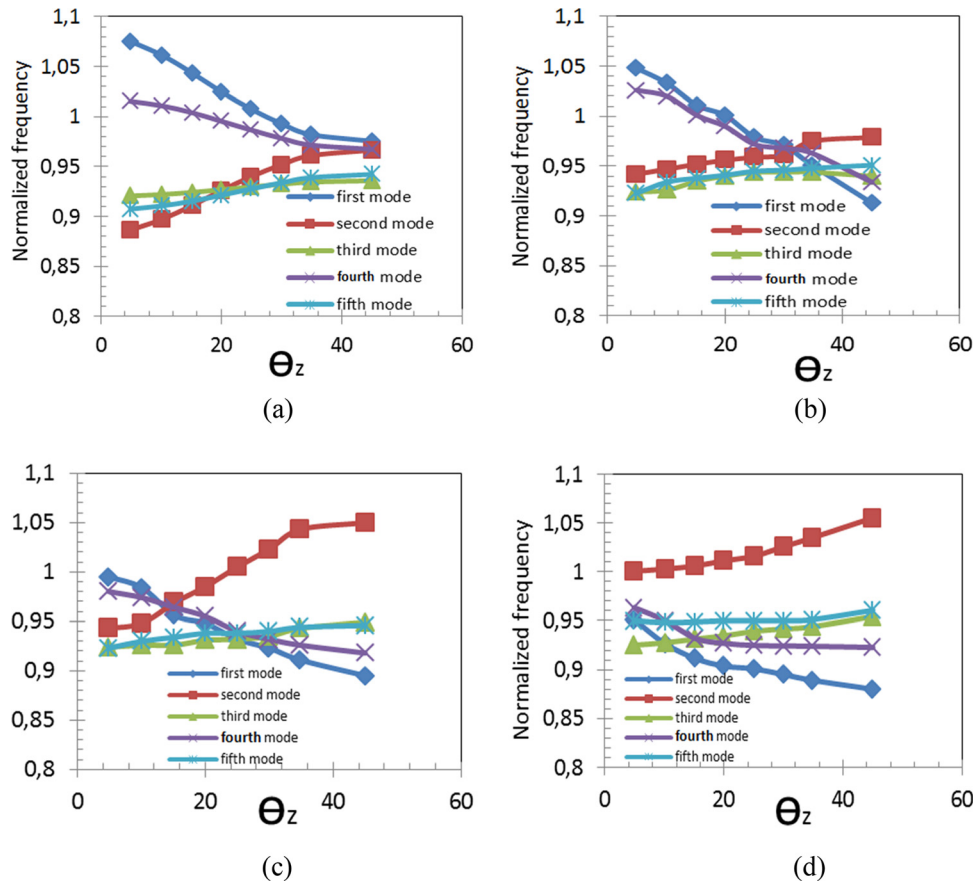 1,1
1,05
1
0,95
0,9
0,85
0,8
Normalized frequency
0
20
40
60
ϴz
first mode
second mode
third mode
fourth mode
fifth mode
(a)
1,1
1,05
1
0,95
0,9
0,85
0,8
Normalized frequency
0
20
40
60
ϴz
first mode
second mode
third mode
fourth mode
fifth mode
(b)
1,1
1,05
1
0,95
0,9
0,85
0,8
Normalized frequency
0
20
40
60
ϴz
first mode
second mode
third mode
fourth mode
fifth mode
(c)
1,1
1,05
1
0,95
0,9
0,85
0,8
Normalized frequency
0
20
40
60
ϴz
first mode
second mode
third mode
fourth mode
fifth mode
(d)